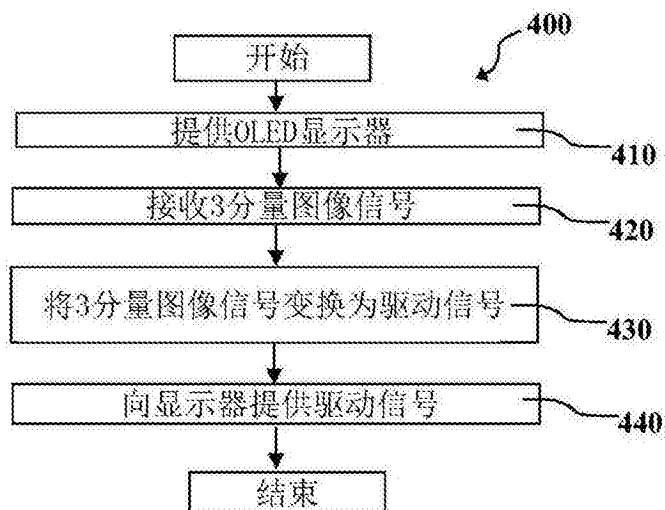 400
开始
提供OLED显示器
410
接收3分量图像信号
420
将3分量图像信号变换为驱动信号
430
向显示器提供驱动信号
440
结束